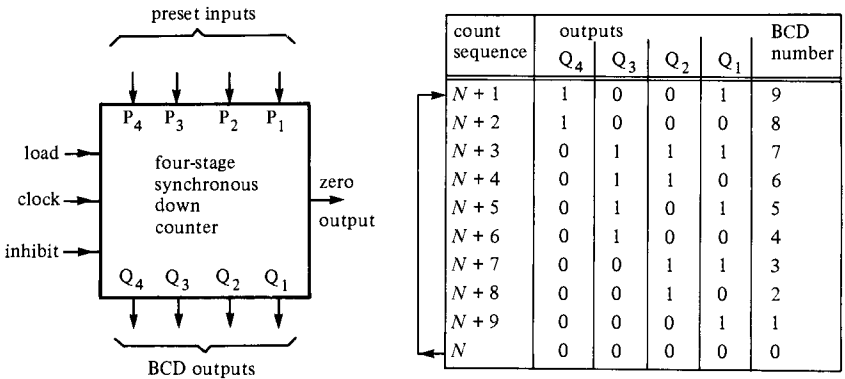 preset inputs
P4 P3 P2 P1
load
clock
inhibit
four-stage
synchronous
down
counter
zero
output
Q4 Q3 Q2 Q1
BCD outputs
count sequence outputs BCD number
Q4 Q3 Q2 Q1
N + 1 1 0 0 1 9
N + 2 1 0 0 0 8
N + 3 0 1 1 1 7
N + 4 0 1 1 0 6
N + 5 0 1 0 1 5
N + 6 0 1 0 0 4
N + 7 0 0 1 1 3
N + 8 0 0 1 0 2
N + 9 0 0 0 1 1
N 0 0 0 0 0